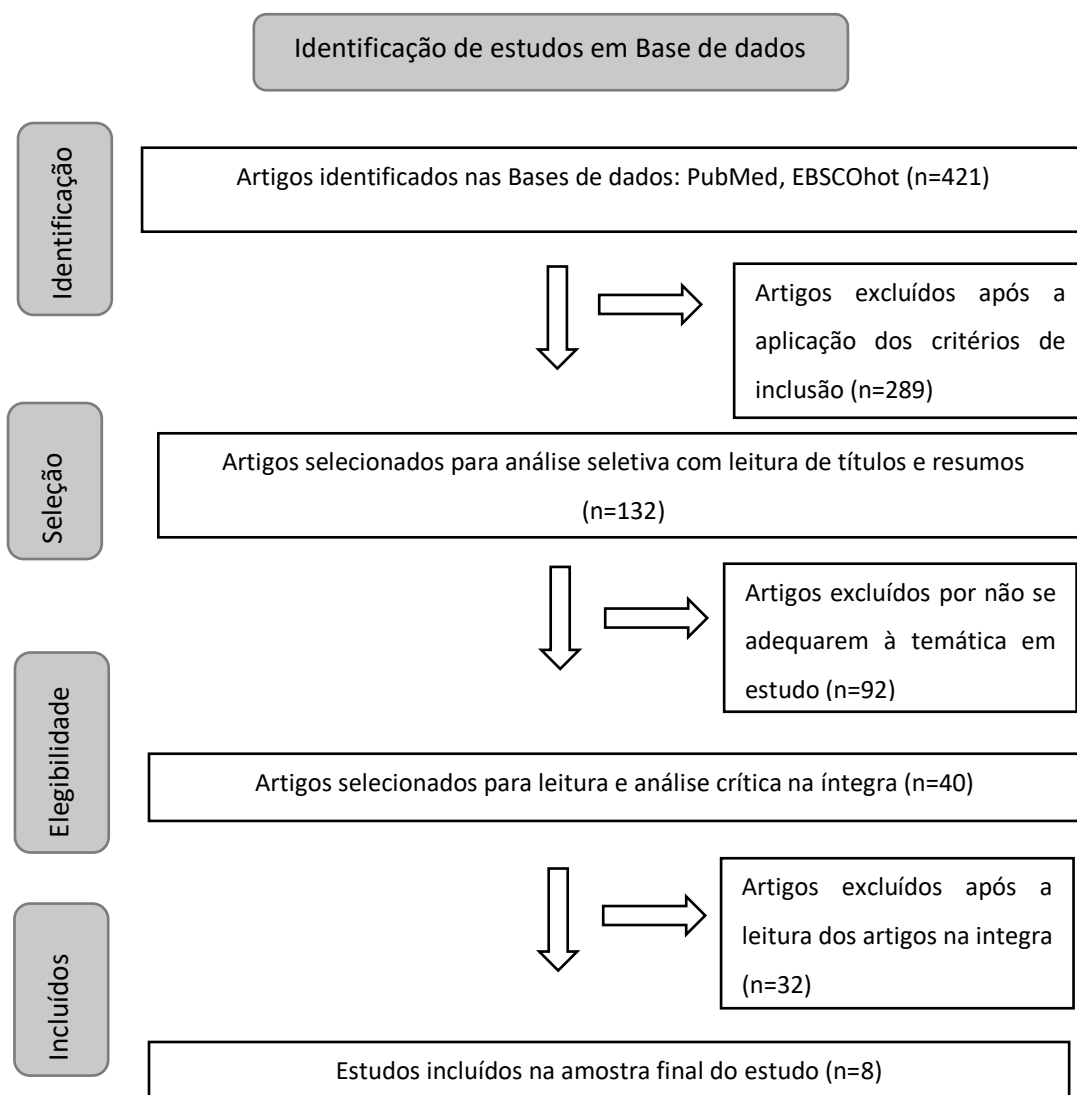 Identificação de estudos em Base de dados
Identificação
Artigos identificados nas Bases de dados: PubMed, EBSCOhot (n=421)
Artigos excluídos após a
aplicação dos critérios de
inclusão (n=289)
Seleção
Artigos selecionados para análise seletiva com leitura de títulos e resumos
(n=132)
Artigos excluídos por não se
adequarem à temática em
estudo (n=92)
Elegibilidade
Artigos selecionados para leitura e análise crítica na íntegra (n=40)
Artigos excluídos após a
leitura dos artigos na integra
(n=32)
Incluídos
Estudos incluídos na amostra final do estudo (n=8)